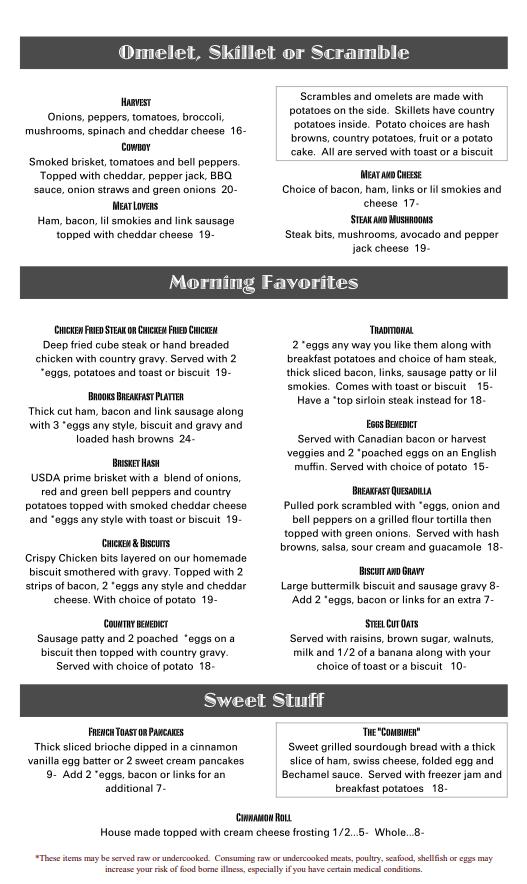 Omelet, Skillet or Scramble
HARVEST
Onions, peppers, tomatoes, broccoli,
mushrooms, spinach and cheddar cheese 16-
COWBOY
Smoked brisket, tomatoes and bell peppers.
Topped with cheddar, pepper jack, BBQ
sauce, onion straws and green onions 20-
MEAT LOVERS
Ham, bacon, lil smokies and link sausage
topped with cheddar cheese 19-
Scrambles and omelets are made with
potatoes on the side. Skillets have country
potatoes inside. Potato choices are hash
browns, country potatoes, fruit or a potato
cake. All are served with toast or a biscuit
MEAT AND CHEESE
Choice of bacon, ham, links or lil smokies and
cheese 17-
STEAK AND MUSHROOMS
Steak bits, mushrooms, avocado and pepper
jack cheese 19-
Morning Favorites
CHICKEN FRIED STEAK OR CHICKEN FRIED CHICKEN
Deep fried cube steak or hand breaded
chicken with country gravy. Served with 2
*eggs, potatoes and toast or biscuit 19-
BROOKS BREAKFAST PLATTER
Thick cut ham, bacon and link sausage along
with 3 *eggs any style, biscuit and gravy and
loaded hash browns 24-
BRISKET HASH
USDA prime brisket with a blend of onions,
red and green bell peppers and country
potatoes topped with smoked cheddar cheese
and *eggs any style with toast or biscuit 19-
CHICKEN & BISCUITS
Crispy Chicken bits layered on our homemade
biscuit smothered with gravy. Topped with 2
strips of bacon, 2 *eggs any style and cheddar
cheese. With choice of potato 19-
COUNTRY BENEDICT
Sausage patty and 2 poached *eggs on a
biscuit then topped with country gravy.
Served with choice of potato 18-
TRADITIONAL
2 *eggs any way you like them along with
breakfast potatoes and choice of ham steak,
thick sliced bacon, links, sausage patty or lil
smokies. Comes with toast or biscuit 15-
Have a *top sirloin steak instead for 18-
EGGS BENEDICT
Served with Canadian bacon or harvest
veggies and 2 *poached eggs on an English
muffin. Served with choice of potato 15-
BREAKFAST QUESADILLA
Pulled pork scrambled with *eggs, onion and
bell peppers on a grilled flour tortilla then
topped with green onions. Served with hash
browns, salsa, sour cream and guacamole 18-
BISCUIT AND GRAVY
Large buttermilk biscuit and sausage gravy 8-
Add 2 *eggs, bacon or links for an extra 7-
STEEL CUT OATS
Served with raisins, brown sugar, walnuts,
milk and 1/2 of a banana along with your
choice of toast or a biscuit 10-
Sweet Stuff
FRENCH TOAST OR PANCAKES
Thick sliced brioche dipped in a cinnamon
vanilla egg batter or 2 sweet cream pancakes
9- Add 2 *eggs, bacon or links for an
additional 7-
THE "COMBINER"
Sweet grilled sourdough bread with a thick
slice of ham, swiss cheese, folded egg and
Bechamel sauce. Served with freezer jam and
breakfast potatoes 18-
CINNAMON ROLL
House made topped with cream cheese frosting 1/2...5- Whole...8-
*These items may be served raw or undercooked. Consuming raw or undercooked meats, poultry, seafood, shellfish or eggs may
increase your risk of food borne illness, especially if you have certain medical conditions.